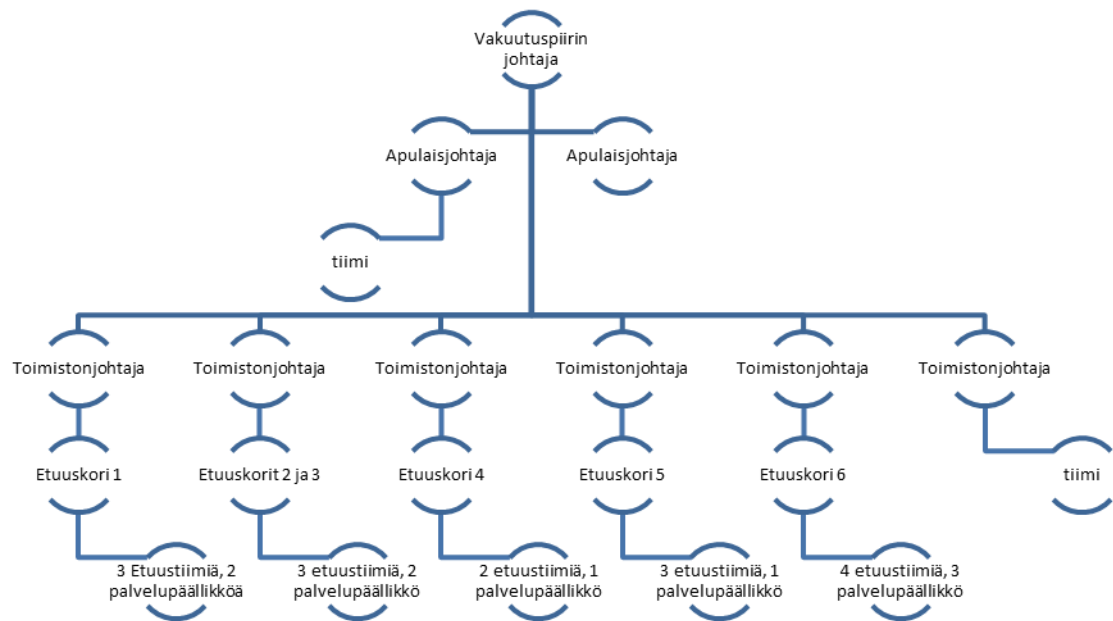 Vakuutuspiirin
johtaja
Apulaisjohtaja
Apulaisjohtaja
tiimi
Toimistonjohtaja
Toimistonjohtaja
Toimistonjohtaja
Toimistonjohtaja
Toimistonjohtaja
Toimistonjohtaja
Etuuskori 1
Etuuskorit 2 ja 3
Etuuskori 4
Etuuskori 5
Etuuskori 6
tiimi
3 Etuustiimiä, 2
palvelupäällikköä
3 etuustiimiä, 2
palvelupäällikkö
2 etuustiimiä, 1
palvelupäällikkö
3 etuustiimiä, 1
palvelupäällikkö
4 etuustiimiä, 3
palvelupäällikkö